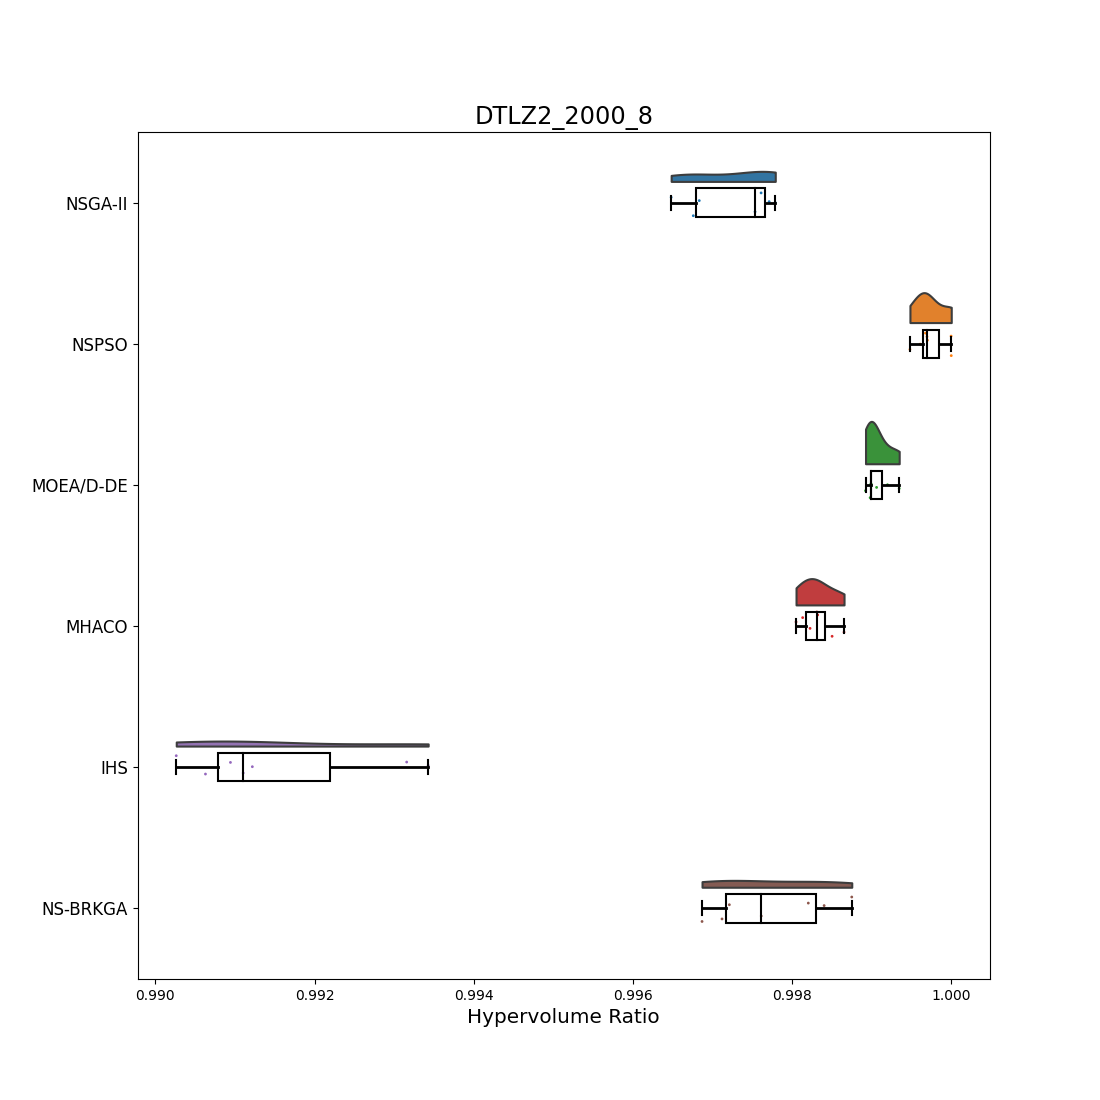 DTLZ2_2000_8
NSGA-II
NSPSO
MOEA/D-DE
MHACO
IHS
NS-BRKGA
0.990 0.992 0.994 0.996 0.998 1.000
Hypervolume Ratio